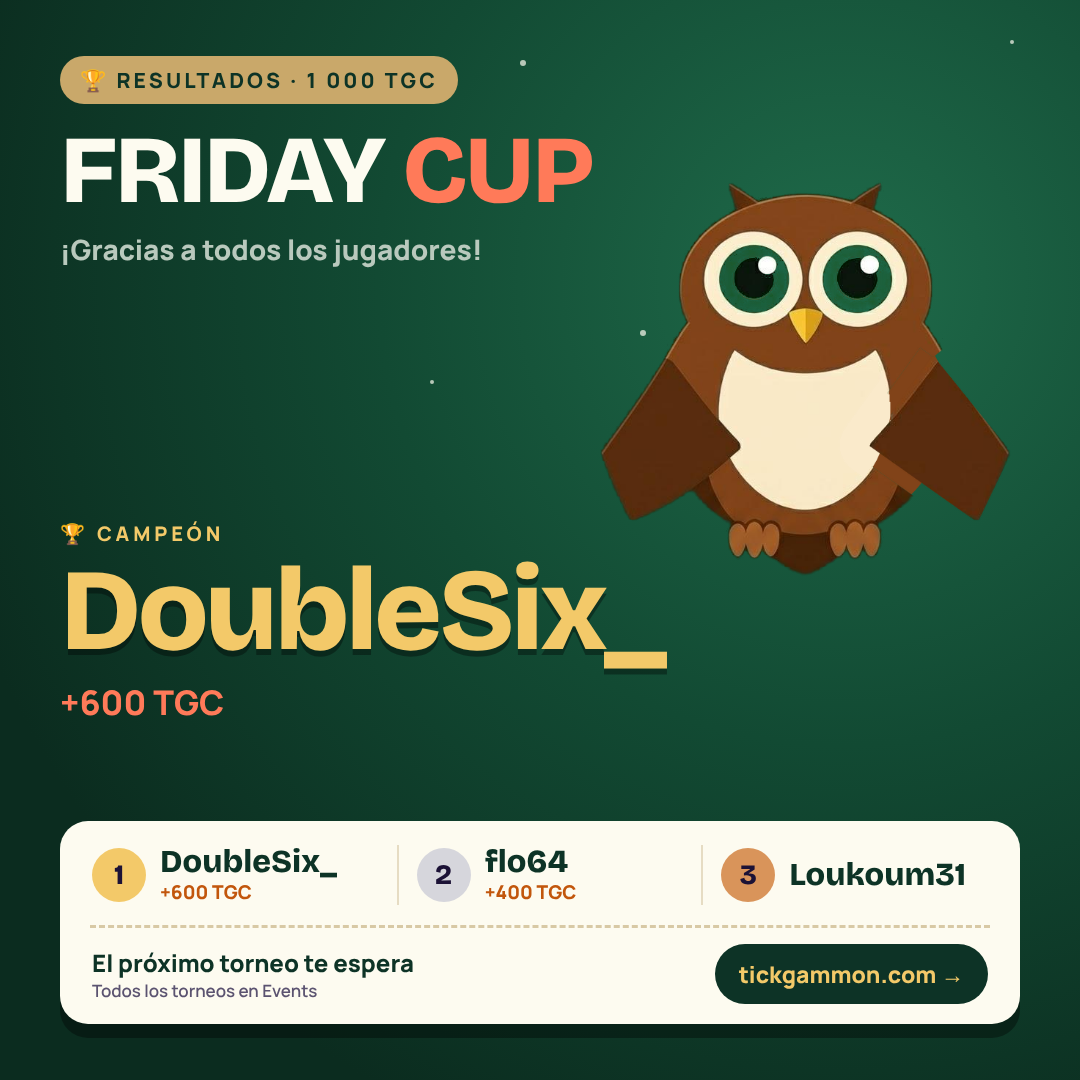 🏆 RESULTADOS · 1 000 TGC
FRIDAY CUP
¡Gracias a todos los jugadores!
🏆 CAMPEÓN
DoubleSix_
+600 TGC
1 DoubleSix_
+600 TGC
2 flo64
+400 TGC
3 Loukoum31
El próximo torneo te espera
Todos los torneos en Events
tickgammon.com →